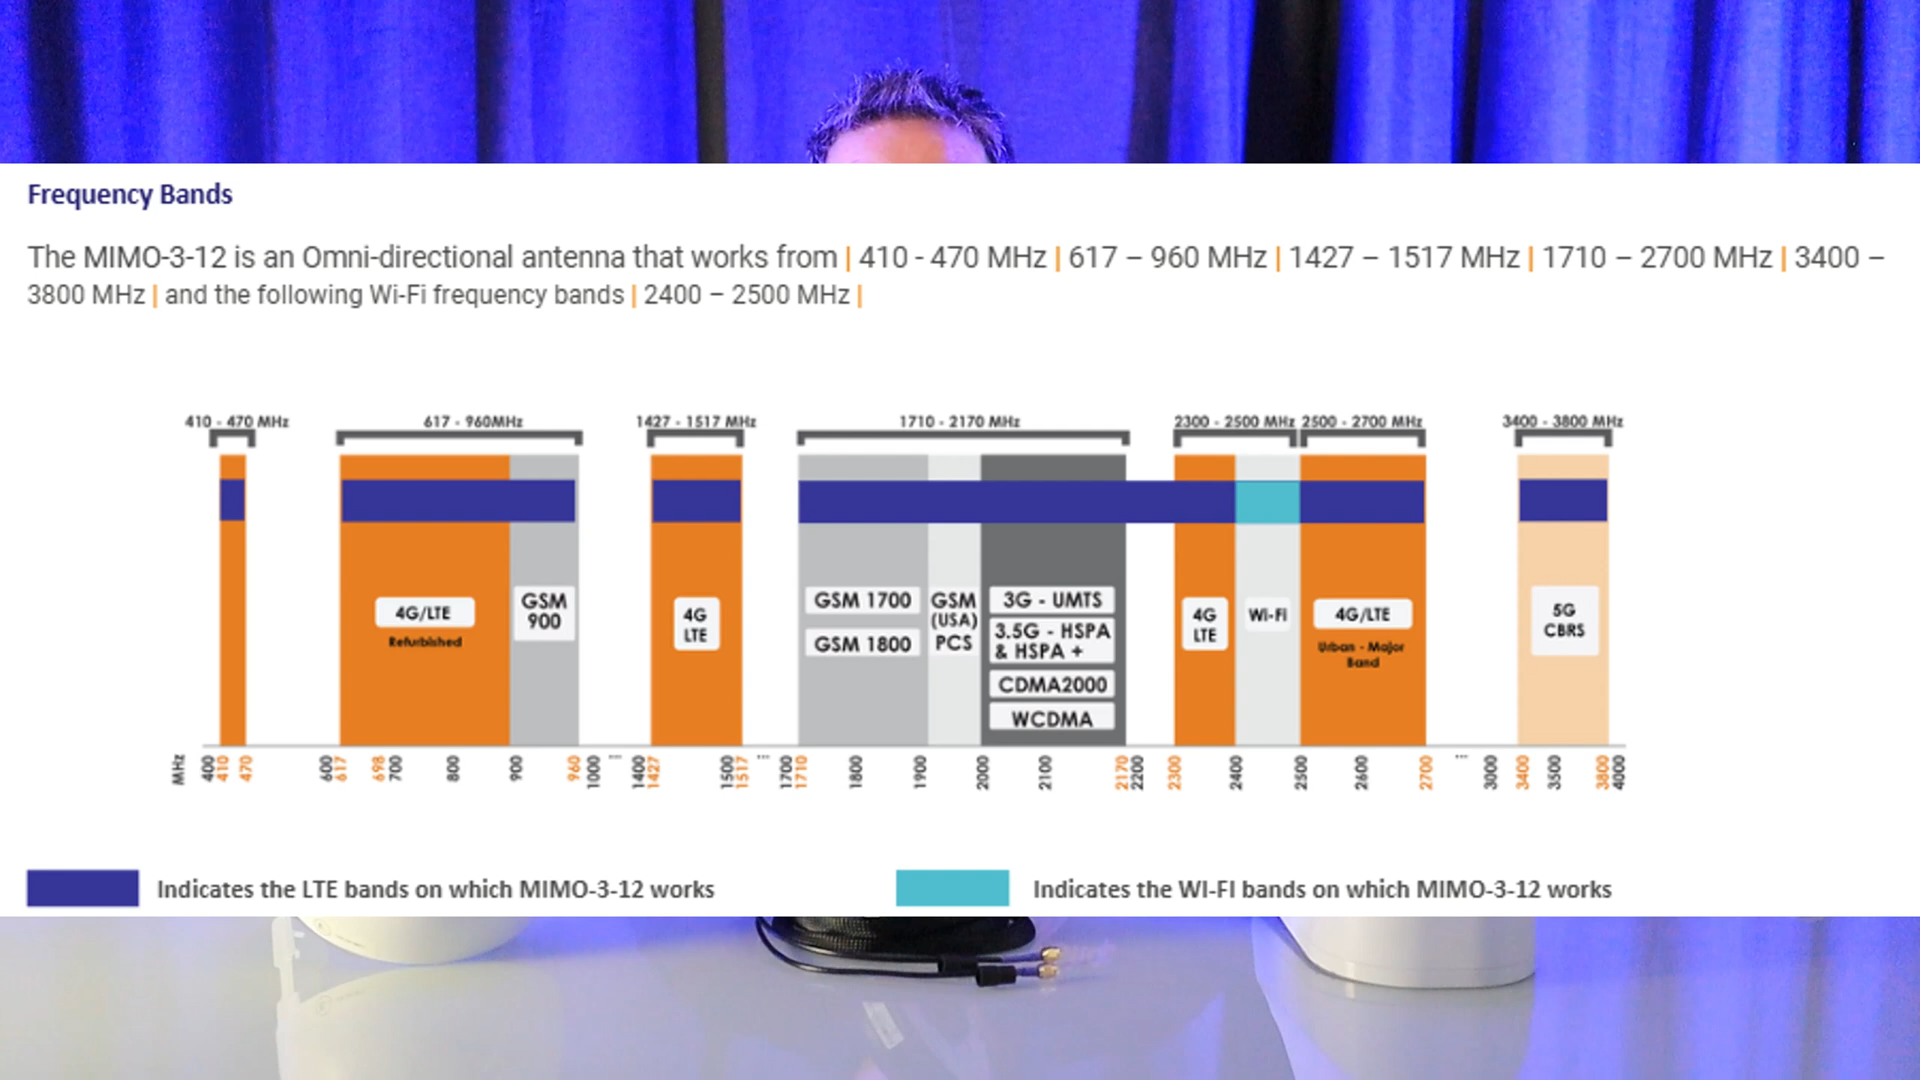 Frequency Bands
The MIMO-3-12 is an Omni-directional antenna that works from | 410 - 470 MHz | 617 – 960 MHz | 1427 – 1517 MHz | 1710 – 2700 MHz | 3400 –
3800 MHz | and the following Wi-Fi frequency bands | 2400 – 2500 MHz |
410 - 470 MHz
617 - 960MHz
1427 - 1517 MHz
1710 - 2170 MHz
2300 - 2500 MHz
2500 - 2700 MHz
3400 - 3800 MHz
4G/LTE
Refurbished
GSM
900
4G
LTE
GSM 1700
GSM 1800
GSM
(USA)
PCS
3G - UMTS
3.5G - HSPA
& HSPA +
CDMA2000
WCDMA
4G
LTE
Wi-Fi
4G/LTE
Urban - Major
Band
5G
CBRS
MHz
400
410
470
600
617
698
700
800
900
960
1000
...
1400
1427
1500
1517
...
1700
1710
1800
1900
2000
2100
2170
2200
2300
2400
2500
2600
2700
...
3000
3400
3500
3800
4000
Indicates the LTE bands on which MIMO-3-12 works
Indicates the WI-FI bands on which MIMO-3-12 works